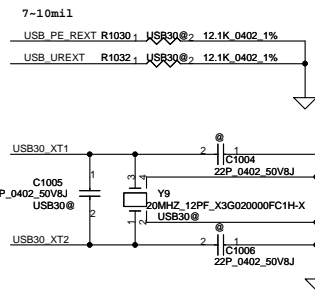 7~10mil
USB_PE_REXT R1030 1 USB30@ 2 12.1K_0402_1%
USB_UREXT R1032 1 USB30@ 2 12.1K_0402_1%
@
USB30_XT1 2 1
C1004
22P_0402_50V8J
1 3 4
C1005 Y9
P_0402_50V8J 20MHZ_12PF_X3G020000FC1H-X
USB30@ USB30@
2 1 2
@
USB30_XT2 2 1
C1006
22P_0402_50V8J